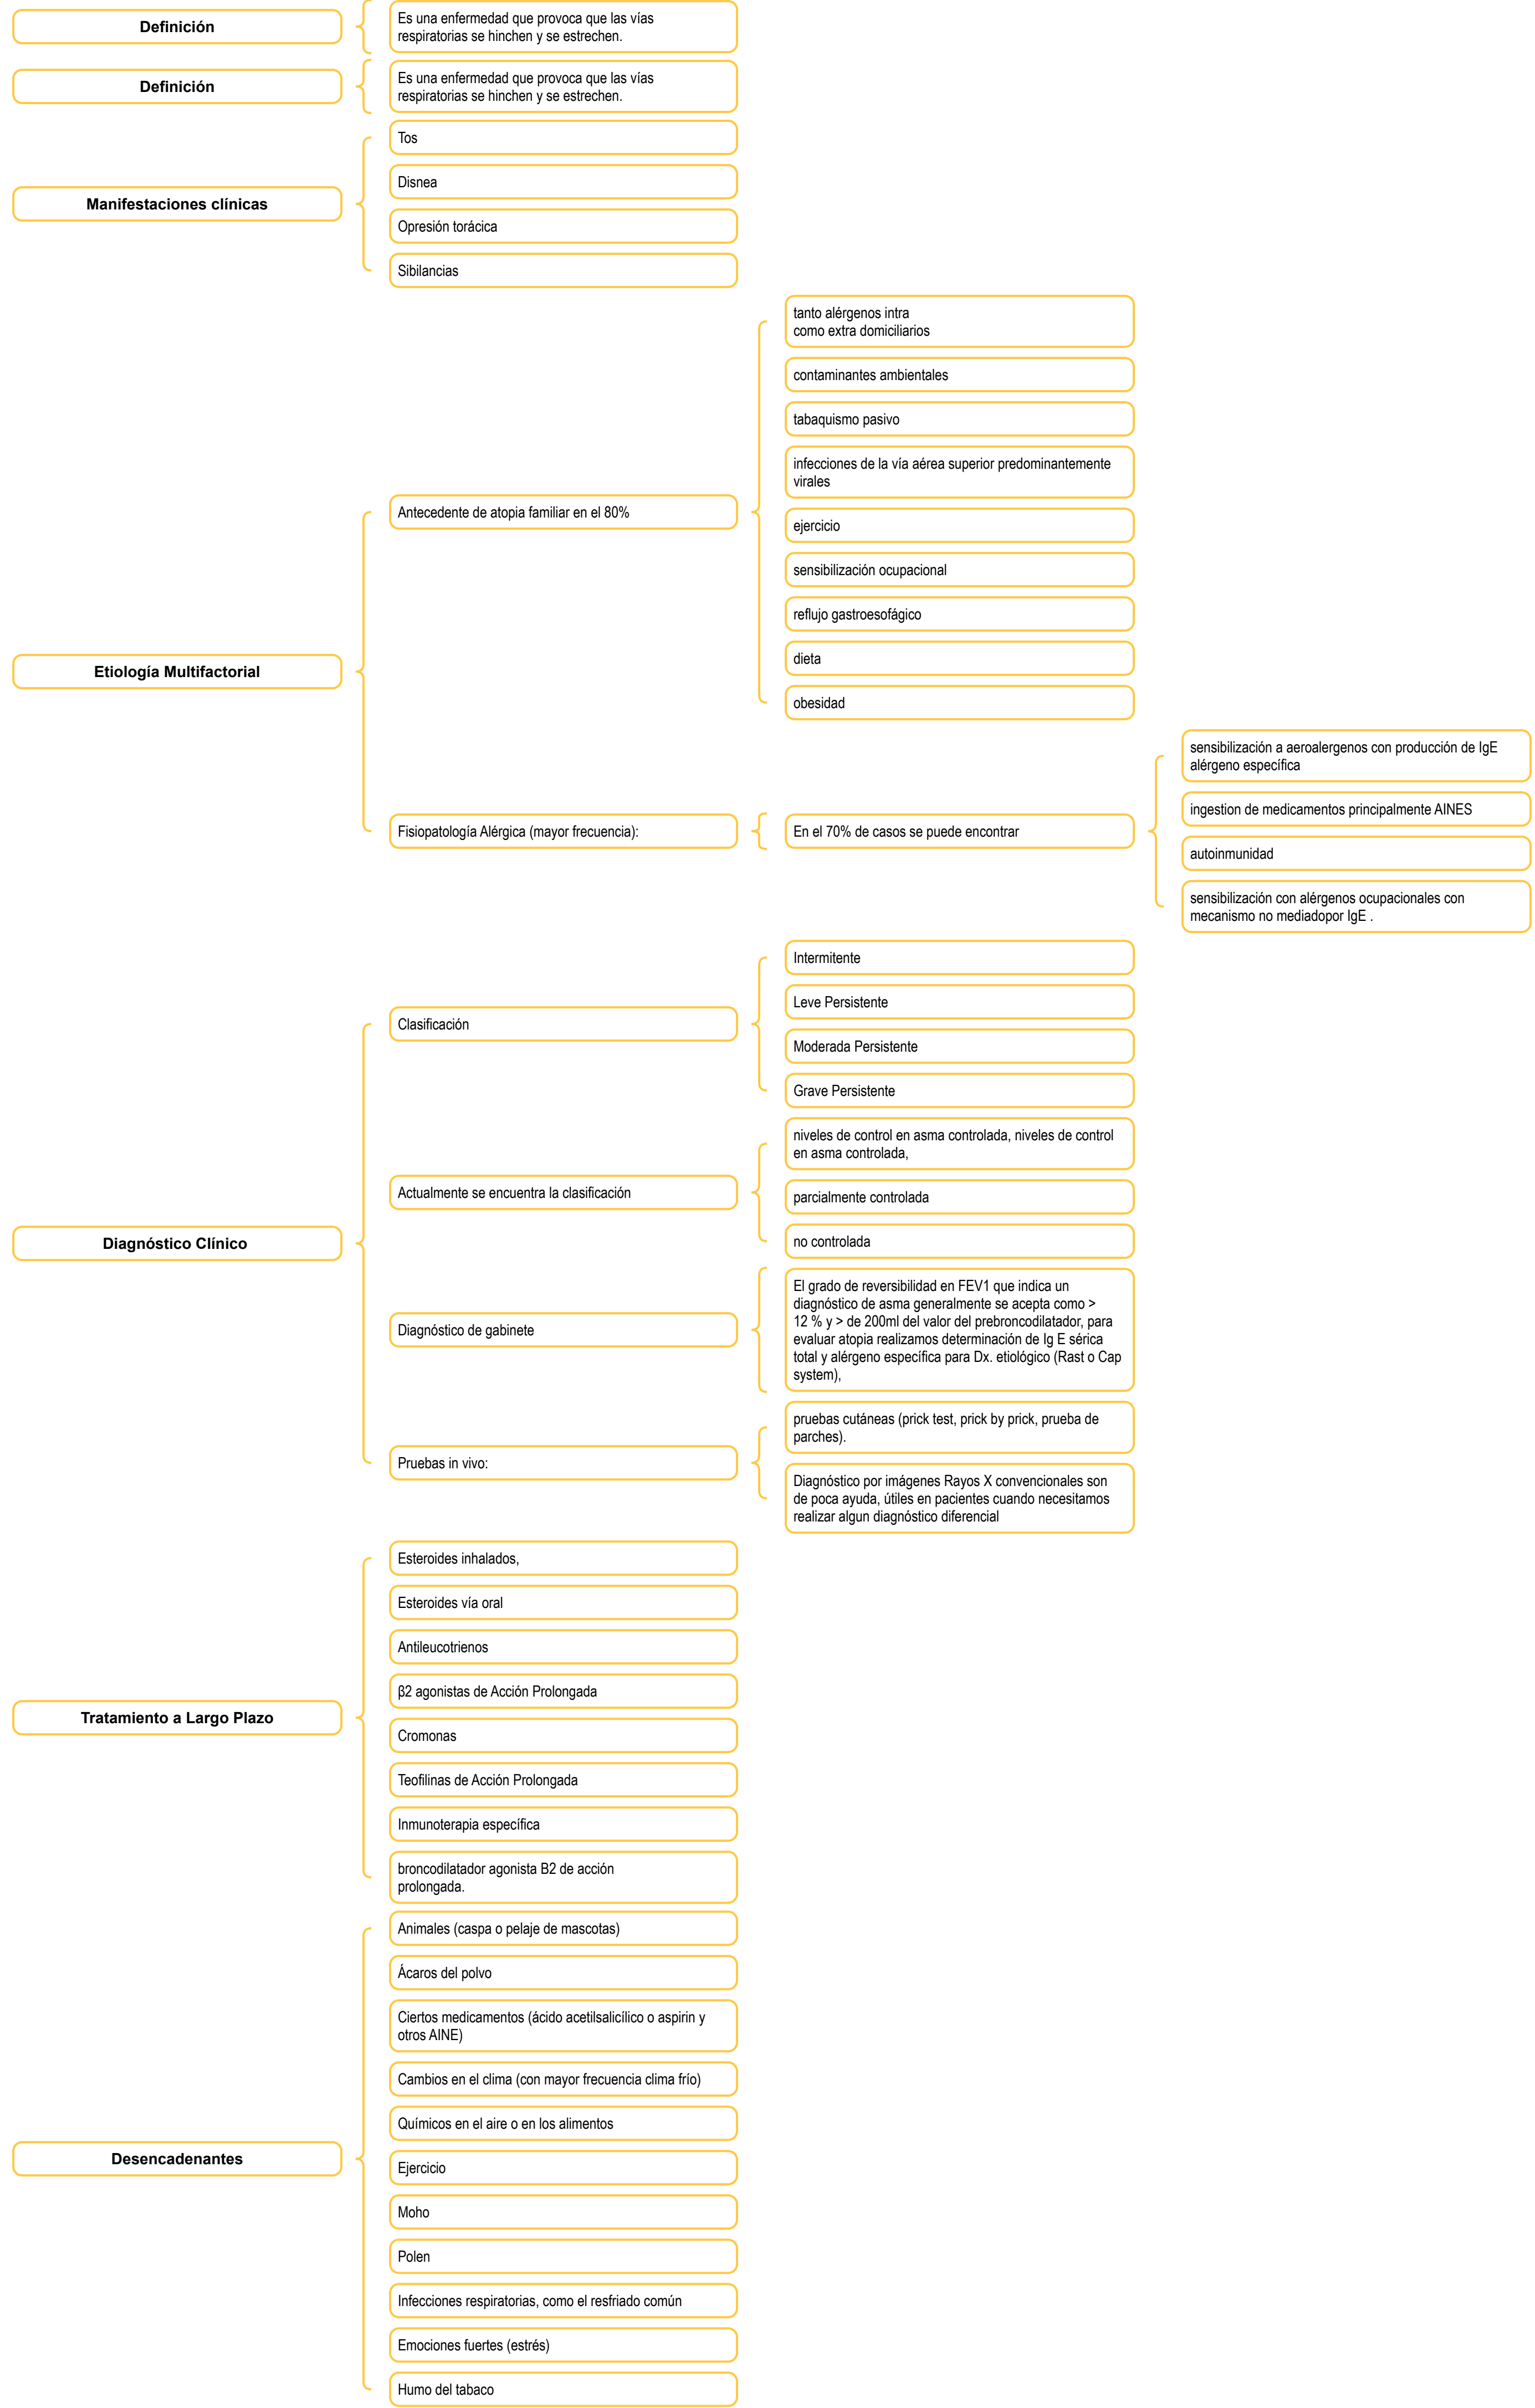 Definición
Es una enfermedad que provoca que las vías
respiratorias se hinchen y se estrechen.
Definición
Es una enfermedad que provoca que las vías
respiratorias se hinchen y se estrechen.
Manifestaciones clínicas
Tos
Disnea
Opresión torácica
Sibilancias
Etiología Multifactorial
Antecedente de atopia familiar en el 80%
tanto alérgenos intra
como extra domiciliarios
contaminantes ambientales
tabaquismo pasivo
infecciones de la vía aérea superior predominantemente
virales
ejercicio
sensibilización ocupacional
reflujo gastroesofágico
dieta
obesidad
Fisiopatología Alérgica (mayor frecuencia):
En el 70% de casos se puede encontrar
sensibilización a aeroalergenos con producción de IgE
alérgeno específica
ingestion de medicamentos principalmente AINES
autoinmunidad
sensibilización con alérgenos ocupacionales con
mecanismo no mediadopor IgE .
Diagnóstico Clínico
Clasificación
Intermitente
Leve Persistente
Moderada Persistente
Grave Persistente
Actualmente se encuentra la clasificación
niveles de control en asma controlada, niveles de control
en asma controlada,
parcialmente controlada
no controlada
Diagnóstico de gabinete
El grado de reversibilidad en FEV1 que indica un
diagnóstico de asma generalmente se acepta como >
12 % y > de 200ml del valor del prebroncodilatador, para
evaluar atopia realizamos determinación de Ig E sérica
total y alérgeno específica para Dx. etiológico (Rast o Cap
system),
Pruebas in vivo:
pruebas cutáneas (prick test, prick by prick, prueba de
parches).
Diagnóstico por imágenes Rayos X convencionales son
de poca ayuda, útiles en pacientes cuando necesitamos
realizar algun diagnóstico diferencial
Tratamiento a Largo Plazo
Esteroides inhalados,
Esteroides vía oral
Antileucotrienos
β2 agonistas de Acción Prolongada
Cromonas
Teofilinas de Acción Prolongada
Inmunoterapia específica
broncodilatador agonista B2 de acción
prolongada.
Desencadenantes
Animales (caspa o pelaje de mascotas)
Ácaros del polvo
Ciertos medicamentos (ácido acetilsalicílico o aspirin y
otros AINE)
Cambios en el clima (con mayor frecuencia clima frío)
Químicos en el aire o en los alimentos
Ejercicio
Moho
Polen
Infecciones respiratorias, como el resfriado común
Emociones fuertes (estrés)
Humo del tabaco